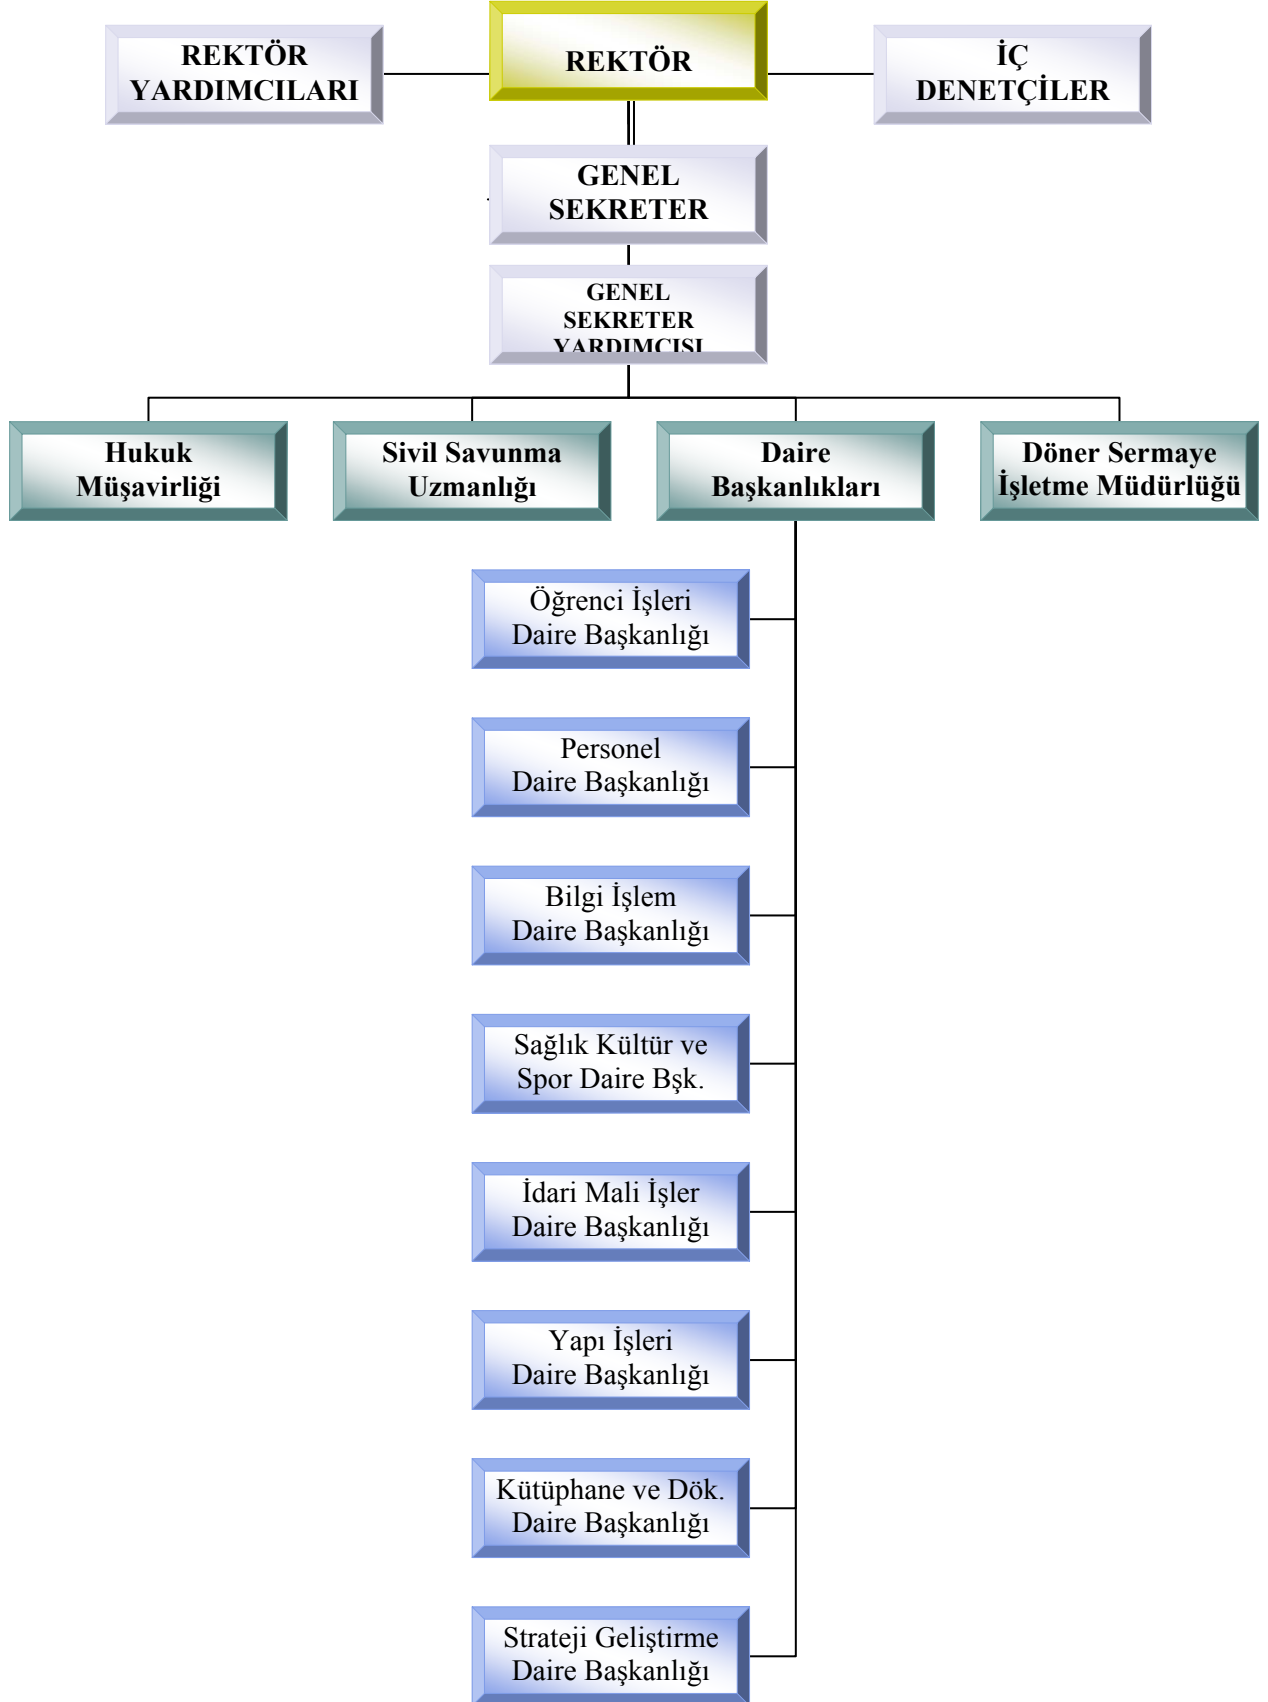 REKTÖR
YARDIMCILARI
REKTÖR
İÇ
DENETÇİLER
GENEL
SEKRETER
GENEL
SEKRETER
YARDIMCISI
Hukuk
Müşavirliği
Sivil Savunma
Uzmanlığı
Daire
Başkanlıkları
Döner Sermaye
İşletme Müdürlüğü
Öğrenci İşleri
Daire Başkanlığı
Personel
Daire Başkanlığı
Bilgi İşlem
Daire Başkanlığı
Sağlık Kültür ve
Spor Daire Bşk.
İdari Mali İşler
Daire Başkanlığı
Yapı İşleri
Daire Başkanlığı
Kütüphane ve Dök.
Daire Başkanlığı
Strateji Geliştirme
Daire Başkanlığı